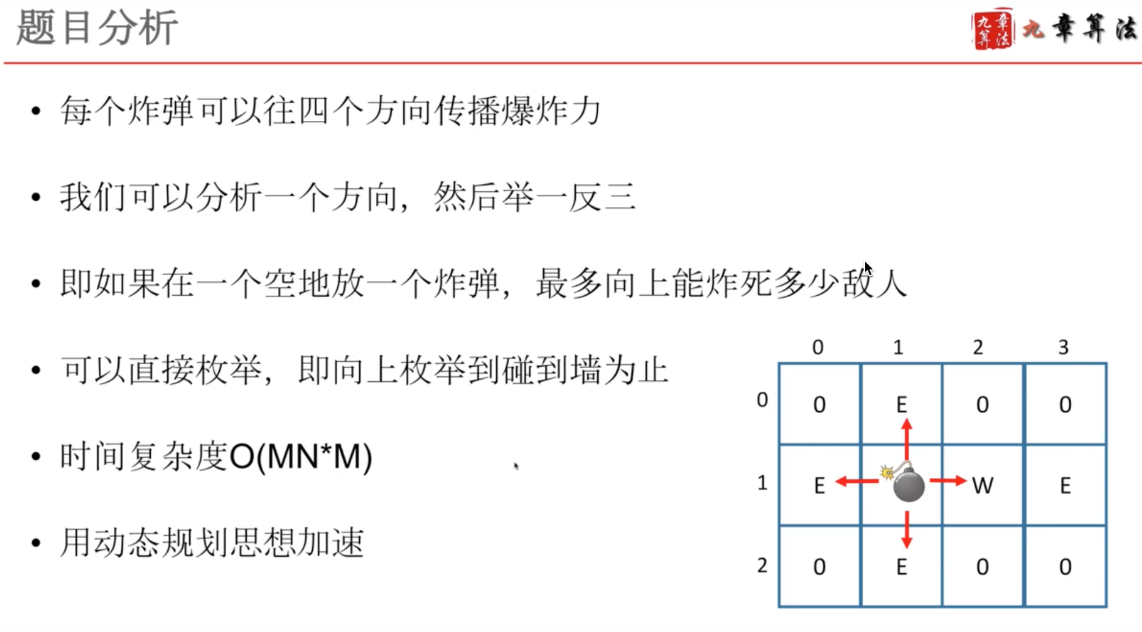 题目分析
九章算法 九章算法
• 每个炸弹可以往四个方向传播爆炸力
• 我们可以分析一个方向，然后举一反三
• 即如果在一个空地放一个炸弹，最多向上能炸死多少敌人
• 可以直接枚举，即向上枚举到碰到墙为止
• 时间复杂度O(MN*M)
• 用动态规划思想加速
0 1 2 3
0 0 E 0 0
1 E W E
2 0 E 0 0